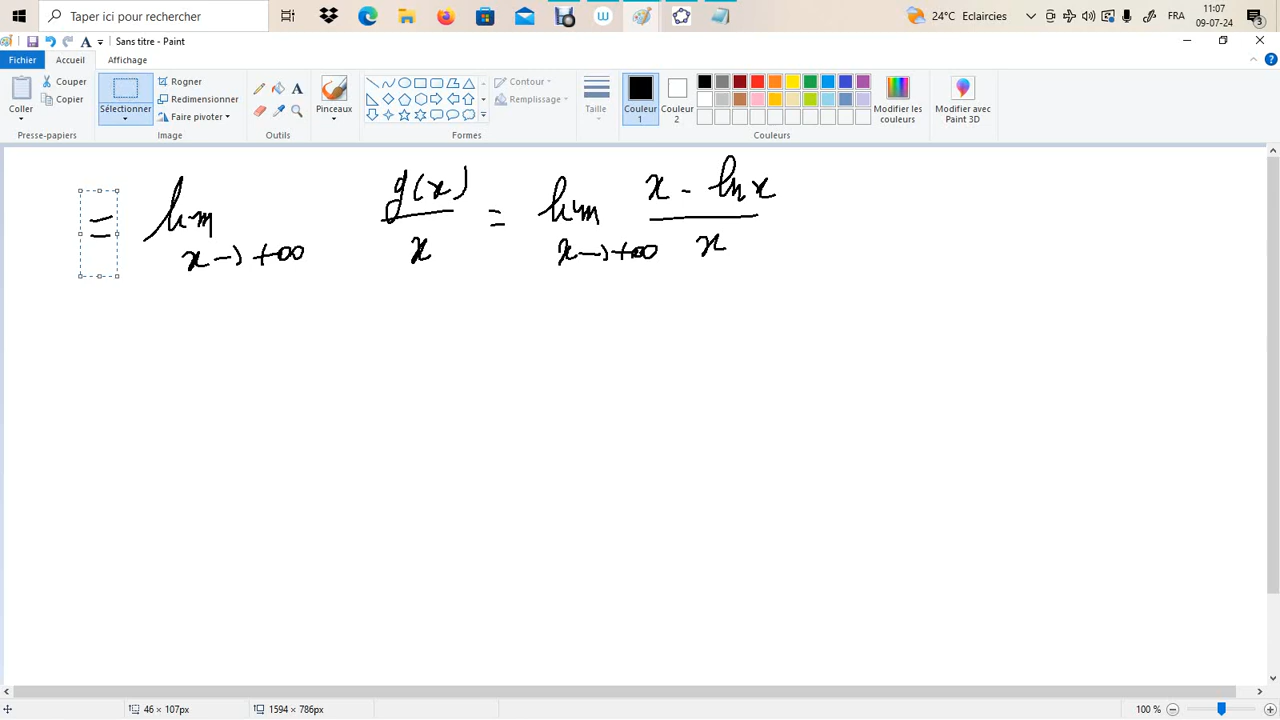 Taper ici pour rechercher
24°C Eclaircies
FRA
11:07
09-07-24
3
Sans titre - Paint
Fichier Accueil Affichage
Coller
Couper
Copier
Presse-papiers
Sélectionner
Rogner
Redimensionner
Faire pivoter
Image
Outils
Pinceaux
Contour
Remplissage
Formes
Taille
Couleur 1
Couleur 2
Modifier les couleurs
Couleurs
Modifier avec Paint 3D
= lim x→+∞ g(x)/x = lim x→+∞ (x - ln x)/x
46 × 107px
1594 × 786px
100 %